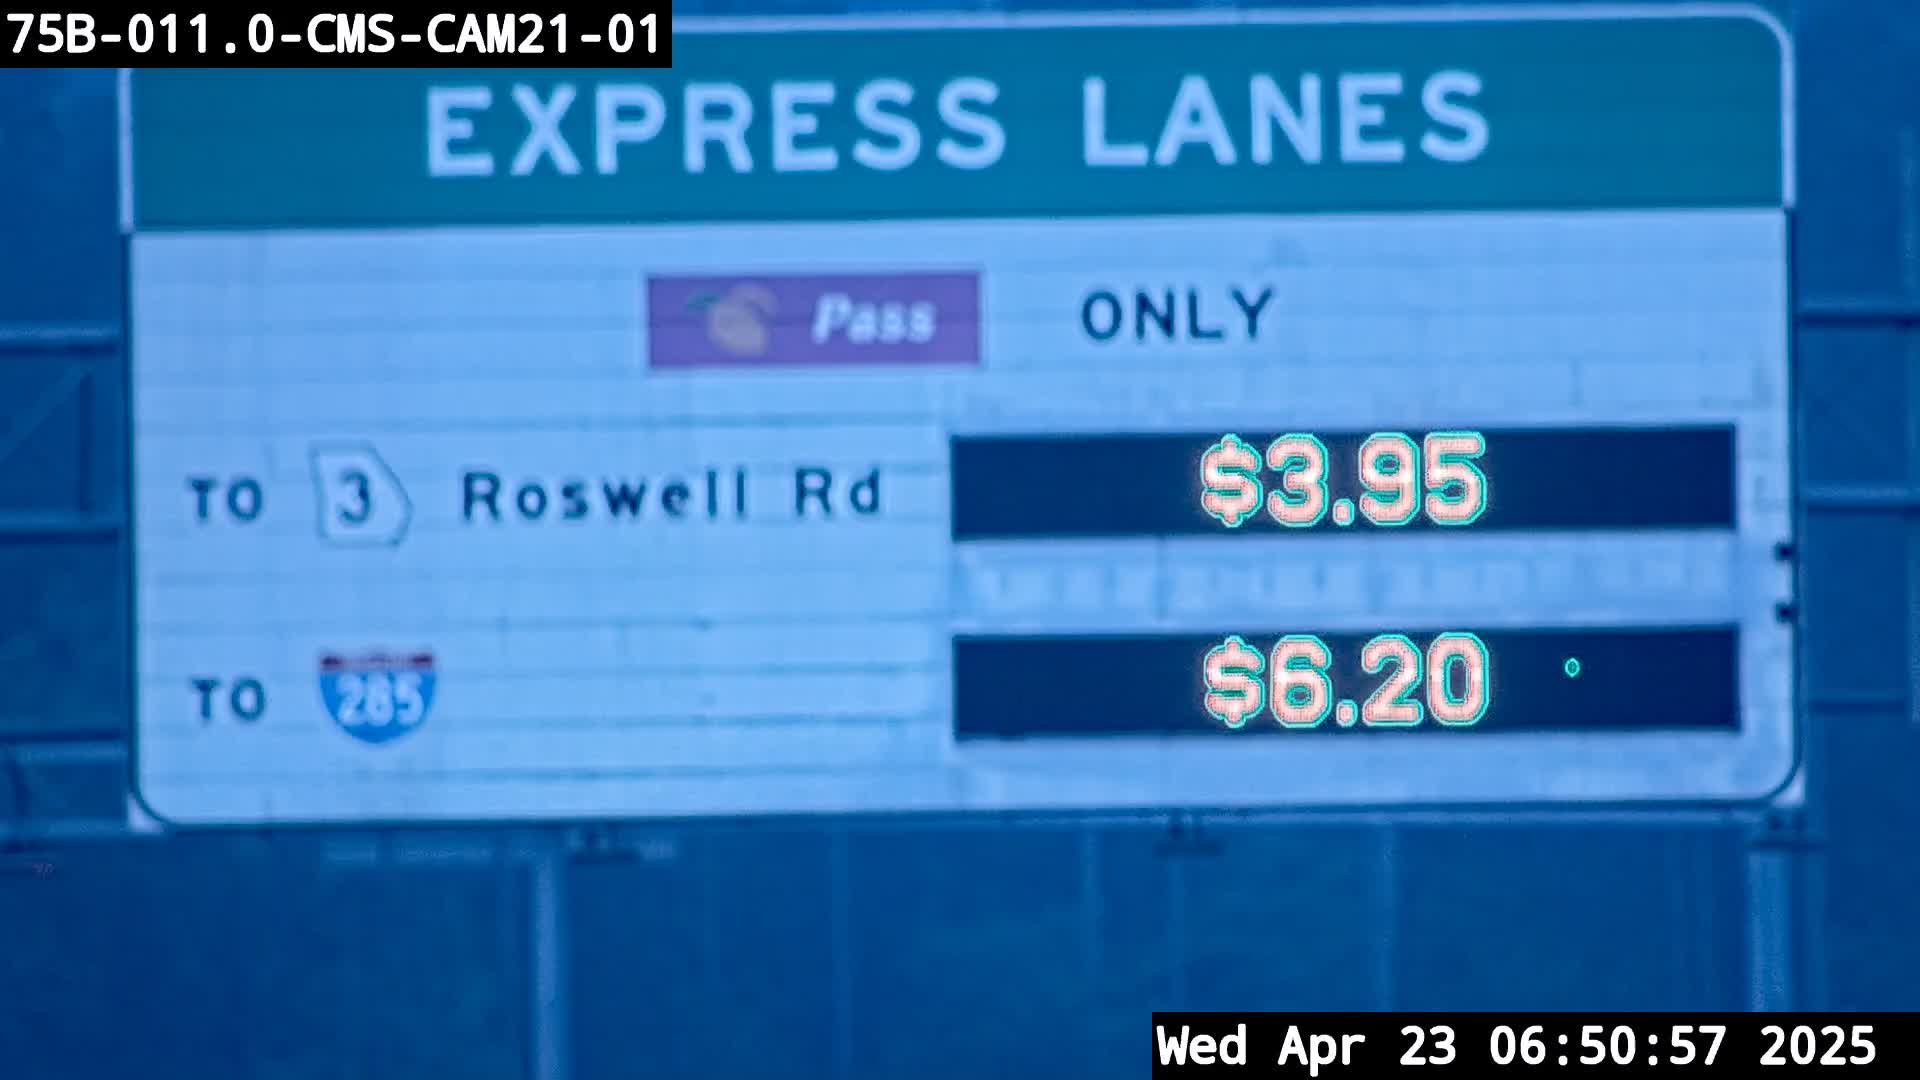 75B-011.0-CMS-CAM21-01
EXPRESS LANES
Pass ONLY
TO 3 Roswell Rd $3.95
TO 285 $6.20
Wed Apr 23 06:50:57 2025